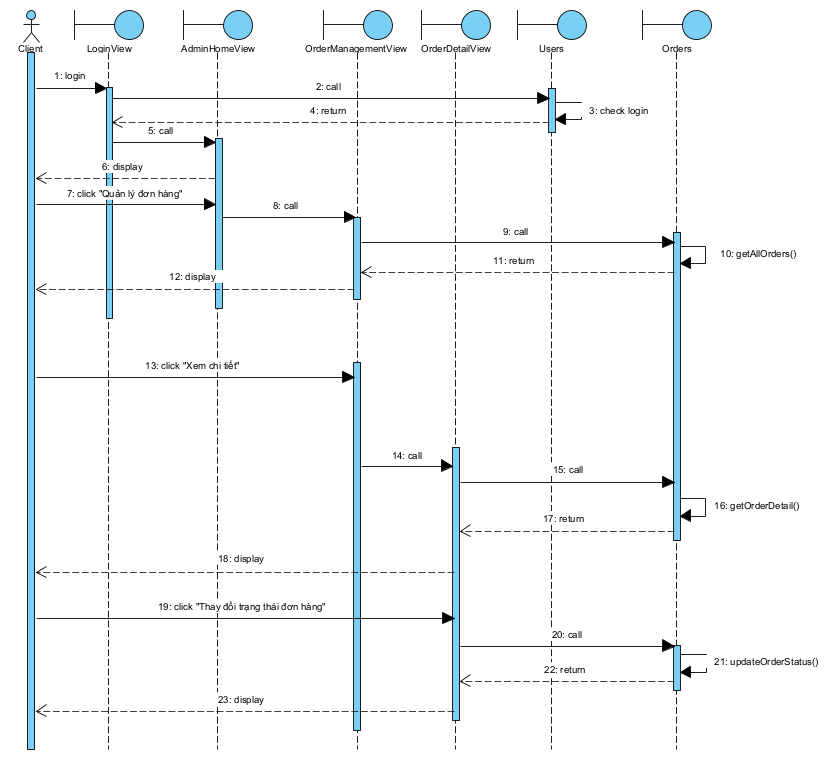 Client
LoginView
AdminHomeView
OrderManagementView
OrderDetailView
Users
Orders
1: login
2: call
3: check login
4: return
5: call
6: display
7: click "Quản lý đơn hàng"
8: call
9: call
10: getAllOrders()
11: return
12: display
13: click "Xem chi tiết"
14: call
15: call
16: getOrderDetail()
17: return
18: display
19: click "Thay đổi trạng thái đơn hàng"
20: call
21: updateOrderStatus()
22: return
23: display